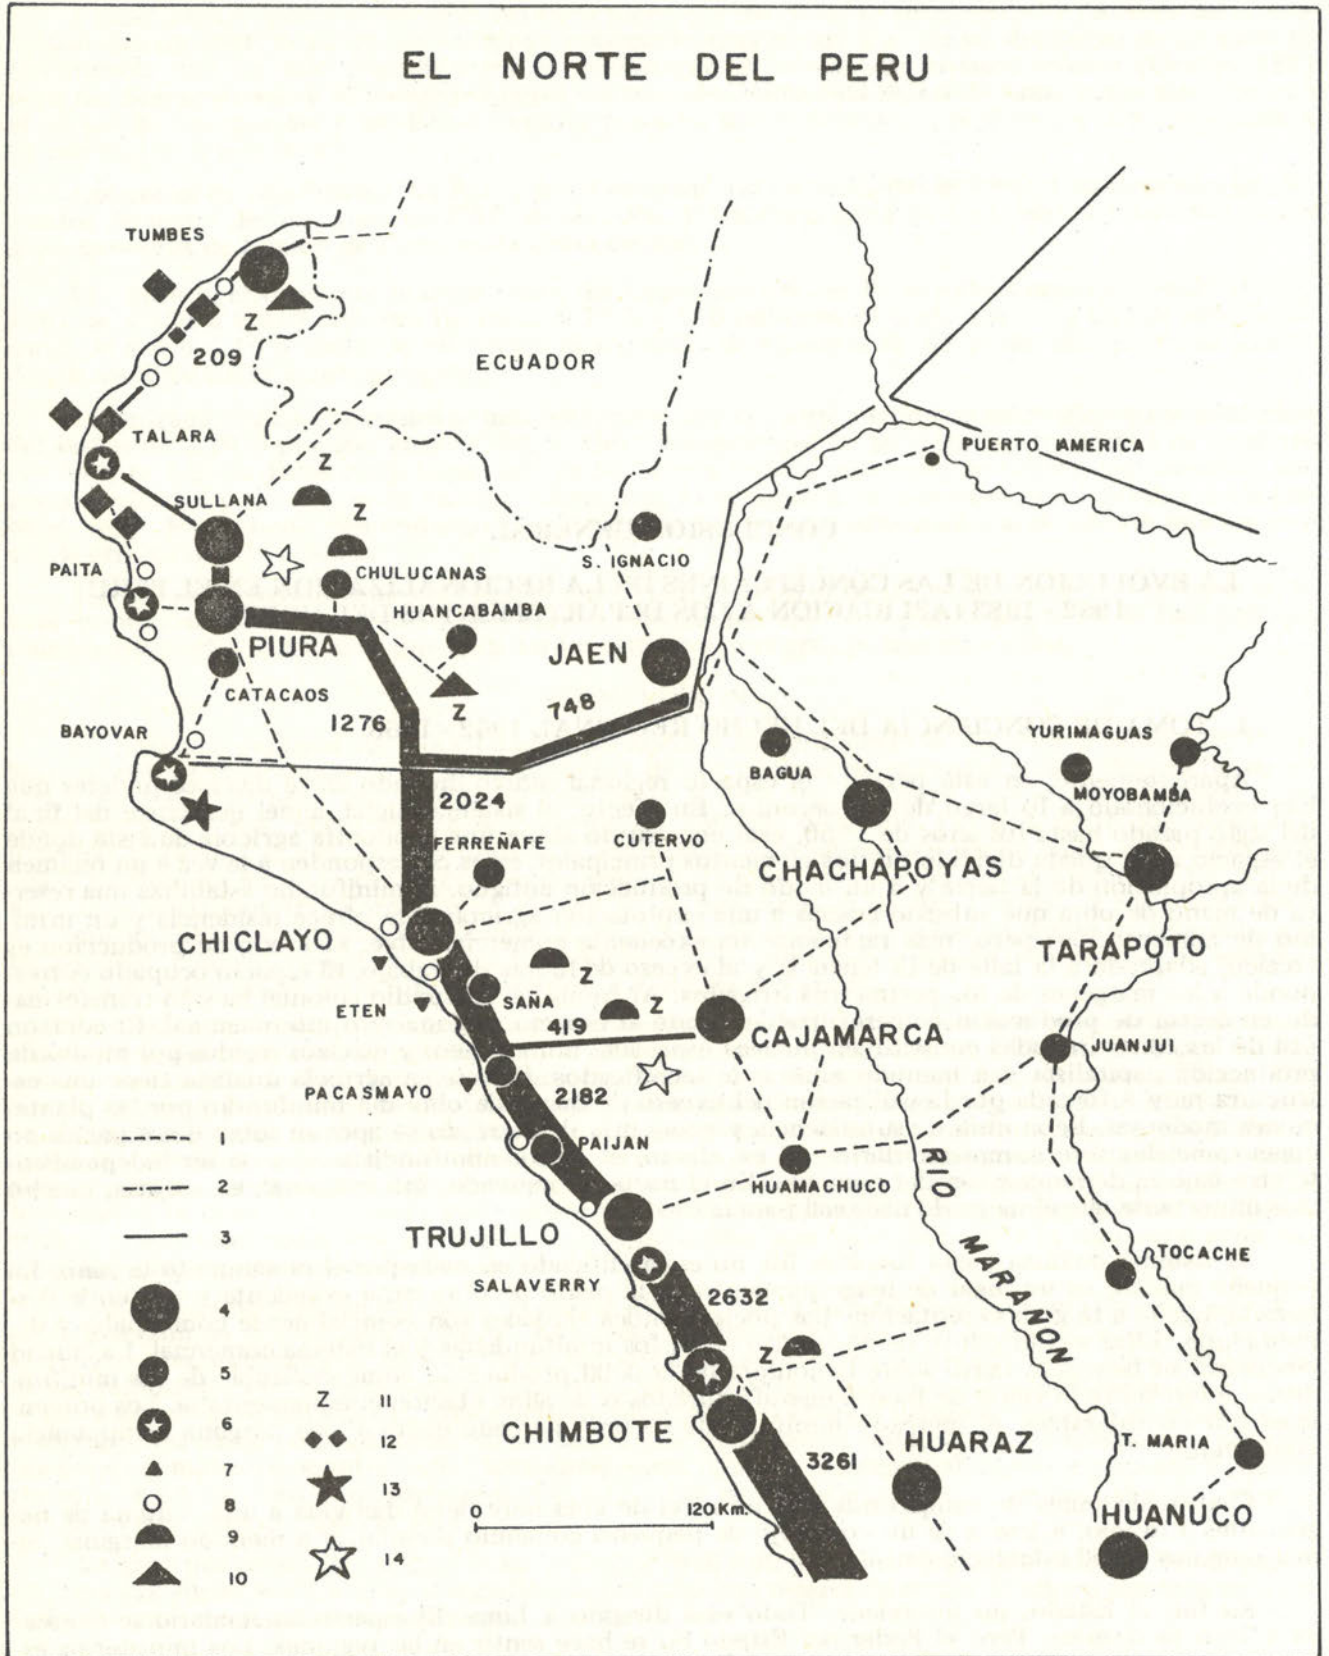 EL NORTE DEL PERU
TUMBES
Z
209
ECUADOR
TALARA
Z
PUERTO AMERICA
SULLANA
Z
S. IGNACIO
PAITA
CHULUCANAS
HUANCABAMBA
PIURA
JAEN
CATACAOS
748
Z
1276
BAYOVAR
YURIMAGUAS
BAGUA
MOYOBAMBA
2024
FERREÑAFE
CUTERVO
CHACHAPOYAS
CHICLAYO
TARAPOTO
Z
SAÑA
ETEN
419
Z
CAJAMARCA
JUANJUI
PACASMAYO
2182
PAIJAN
1
HUAMACHUCO
RIO MARAÑON
2
3
TRUJILLO
TOCACHE
SALAVERRY
2632
4
Z
5
Z 11
CHIMBOTE
HUARAZ
T. MARIA
6
12
3261
7
13
8
0 120 Km.
HUANUCO
9
14
10